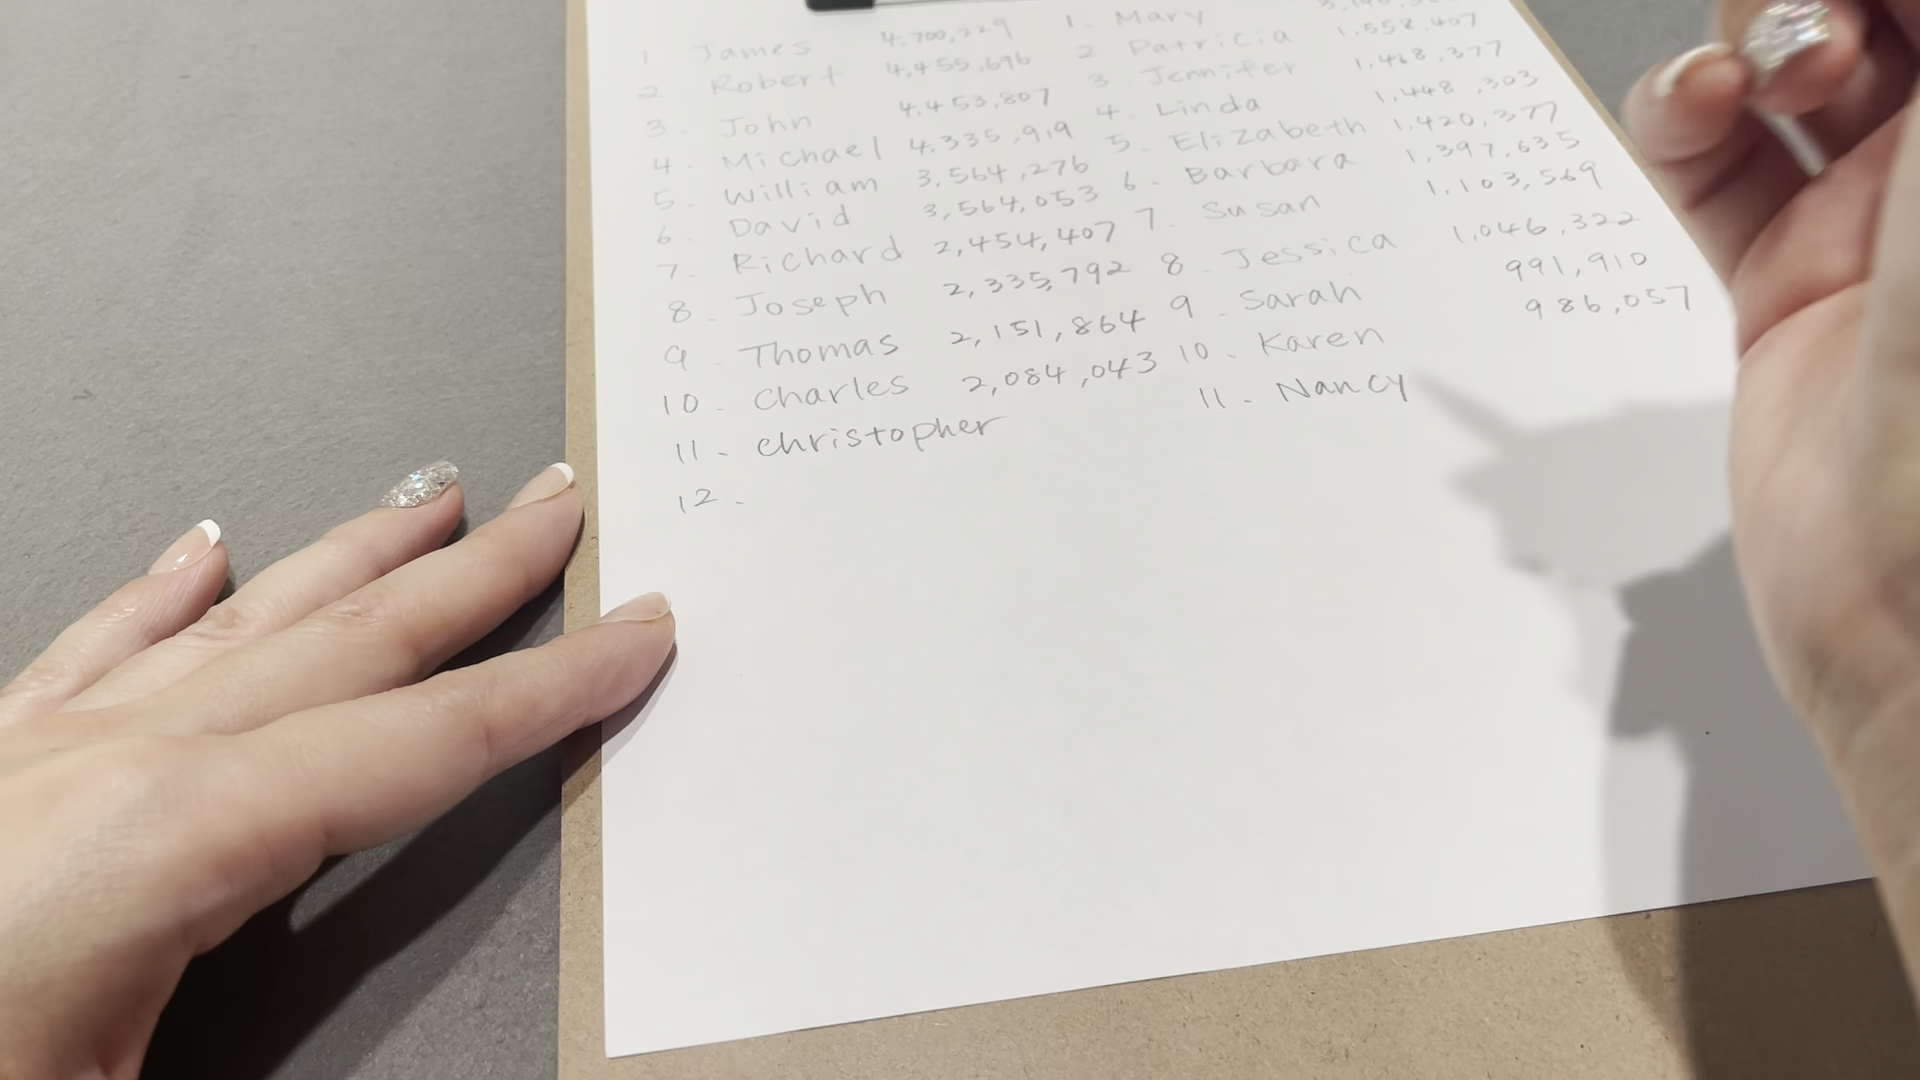 1 James 4,700,229 1- Mary
2 Robert 4,455,696 2 Patricia 1,558,407
3- John 4,453,807 3 Jennifer 1,468,377
4. Michael 4,335,919 4- Linda 1,448,303
5- William 3,564,276 5. Elizabeth 1,420,377
6. David 3,564,053 6. Barbara 1,397,635
7- Richard 2,454,407 7. Susan 1,103,569
8. Joseph 2,335,792 8. Jessica 1,046,322
9. Thomas 2,151,864 9. Sarah 991,910
10. Charles 2,084,043 10. Karen 986,057
11- christopher 11- Nancy
12.